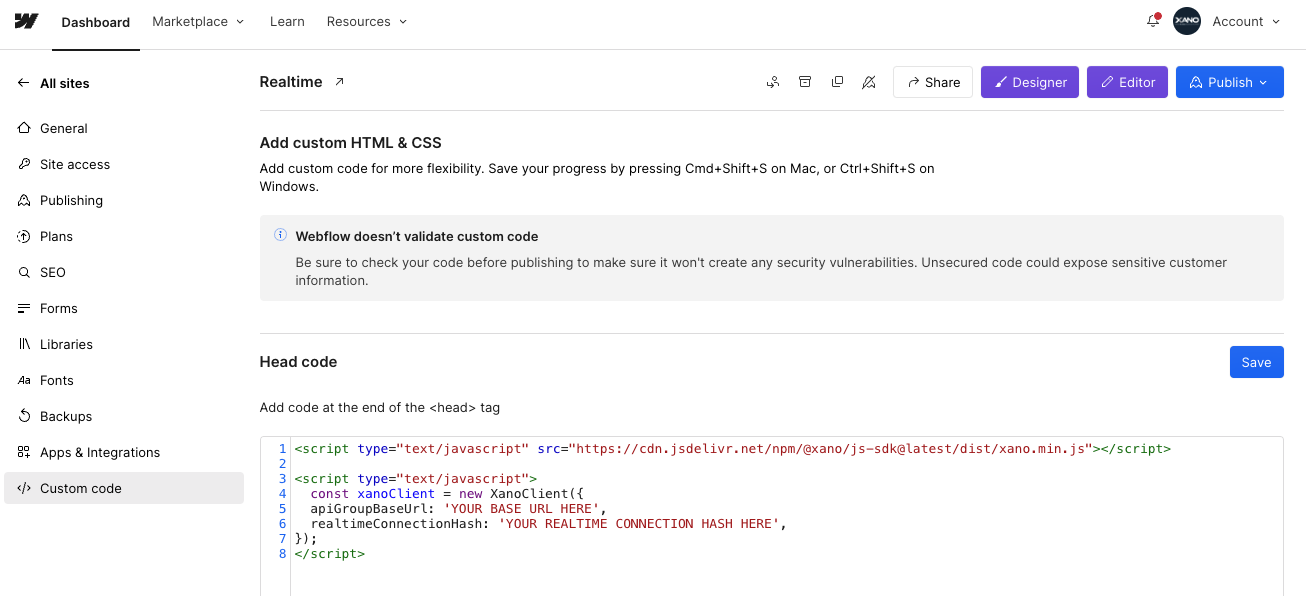 Dashboard Marketplace Learn Resources XANO Account
All sites
General
Site access
Publishing
Plans
SEO
Forms
Libraries
Aa Fonts
Backups
Apps & Integrations
Custom code
Realtime Share Designer Editor Publish
Add custom HTML & CSS
Add custom code for more flexibility. Save your progress by pressing Cmd+Shift+S on Mac, or Ctrl+Shift+S on
Windows.
Webflow doesn’t validate custom code
Be sure to check your code before publishing to make sure it won't create any security vulnerabilities. Unsecured code could expose sensitive customer
information.
Head code Save
Add code at the end of the <head> tag
1 <script type="text/javascript" src="https://cdn.jsdelivr.net/npm/@xano/js-sdk@latest/dist/xano.min.js"></script>
2
3 <script type="text/javascript">
4 const xanoClient = new XanoClient({
5 apiGroupBaseUrl: 'YOUR BASE URL HERE',
6 realtimeConnectionHash: 'YOUR REALTIME CONNECTION HASH HERE',
7 });
8 </script>